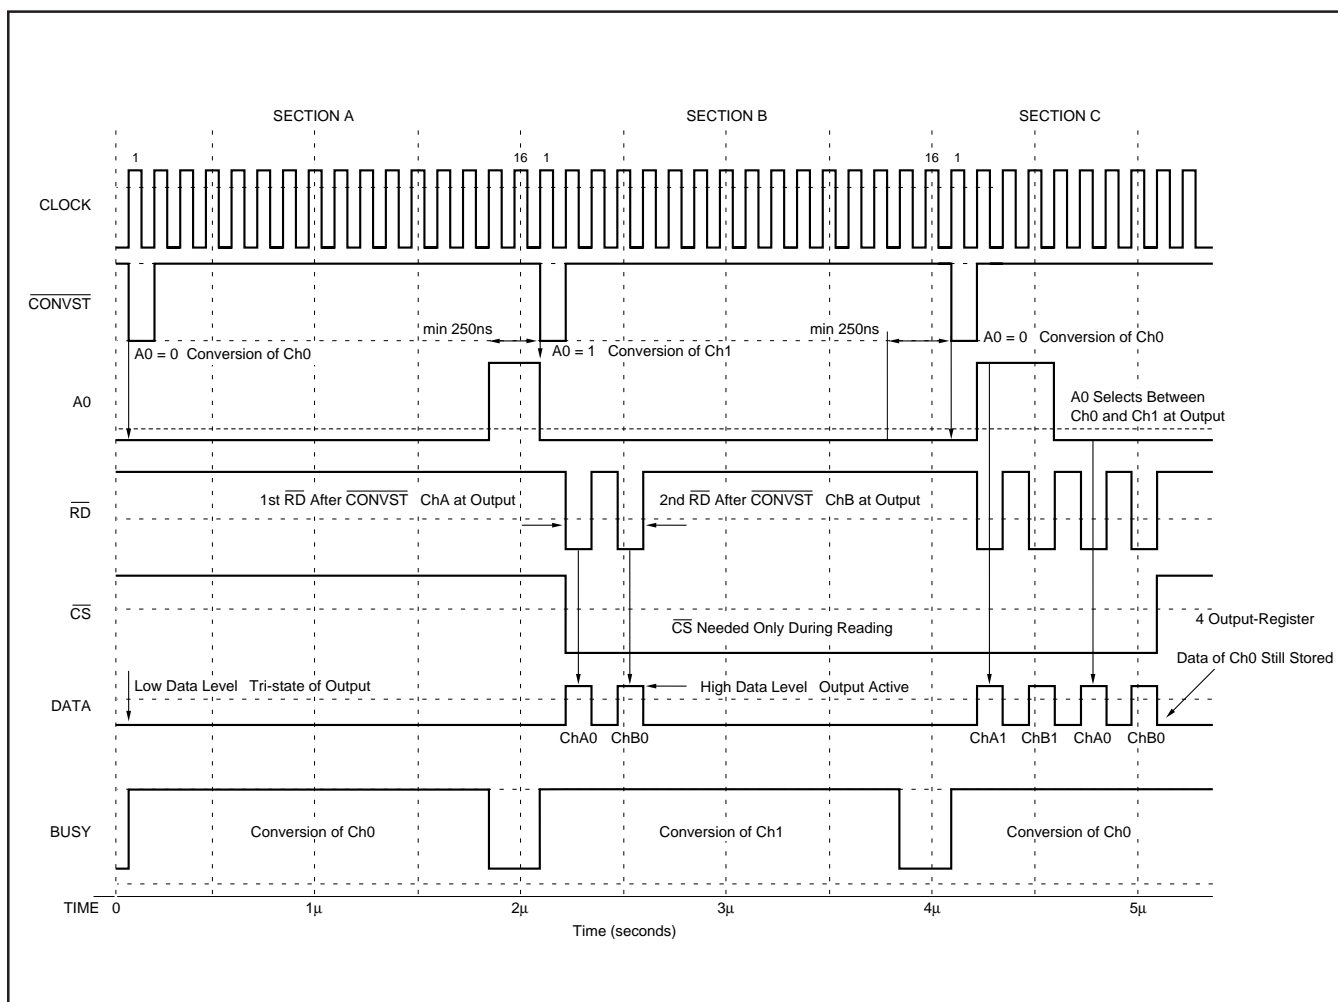 SECTION A SECTION B SECTION C
1 16 1 16 1
CLOCK
CONVST
min 250ns min 250ns
A0 = 0 Conversion of Ch0 A0 = 1 Conversion of Ch1 A0 = 0 Conversion of Ch0
A0
A0 Selects Between
Ch0 and Ch1 at Output
1st RD After CONVST ChA at Output 2nd RD After CONVST ChB at Output
RD
CS
CS Needed Only During Reading
4 Output-Register
Data of Ch0 Still Stored
Low Data Level Tri-state of Output High Data Level Output Active
DATA
ChA0 ChB0 ChA1 ChB1 ChA0 ChB0
BUSY Conversion of Ch0 Conversion of Ch1 Conversion of Ch0
TIME 0 1μ 2μ 3μ 4μ 5μ
Time (seconds)